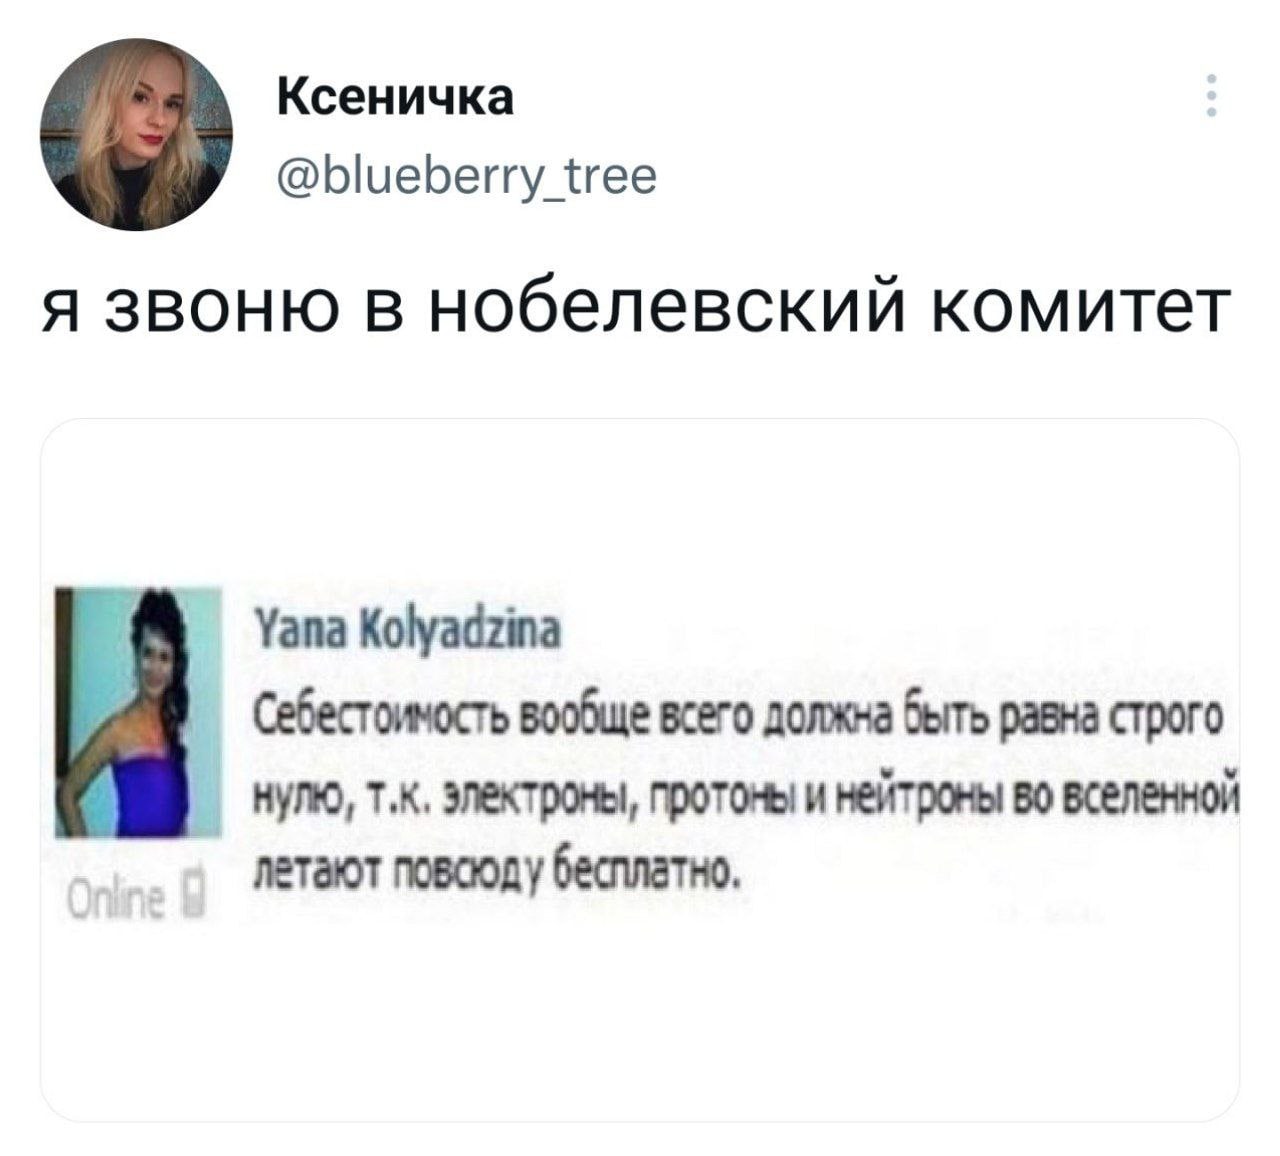 Ксеничка
@blueberry_tree
я звоню в нобелевский комитет
Yana Kolyadzina
Себестоимость вообще всего должна быть равна строго
нулю, т.к. электроны, протоны и нейтроны во вселенной
летают повсюду бесплатно.
Online